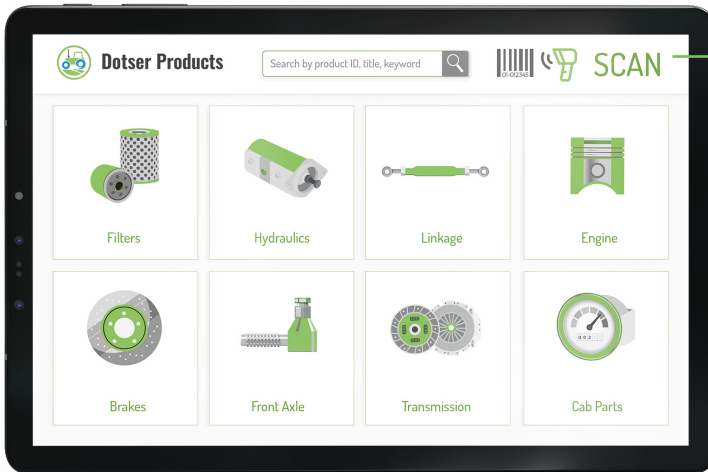 Dotser Products
Search by product ID, title, keyword
01-012345
SCAN
Filters
Hydraulics
Linkage
Engine
Brakes
Front Axle
Transmission
Cab Parts